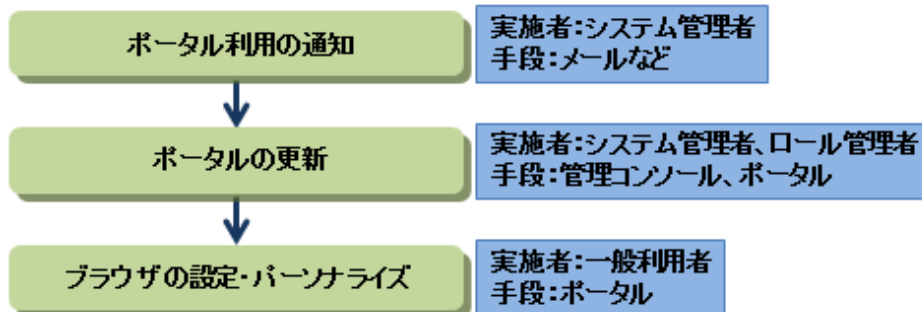 ポータル利用の通知
実施者:システム管理者
手段:メールなど
ポータルの更新
実施者:システム管理者、ロール管理者
手段:管理コンソール、ポータル
ブラウザの設定・パーソナライズ
実施者:一般利用者
手段:ポータル